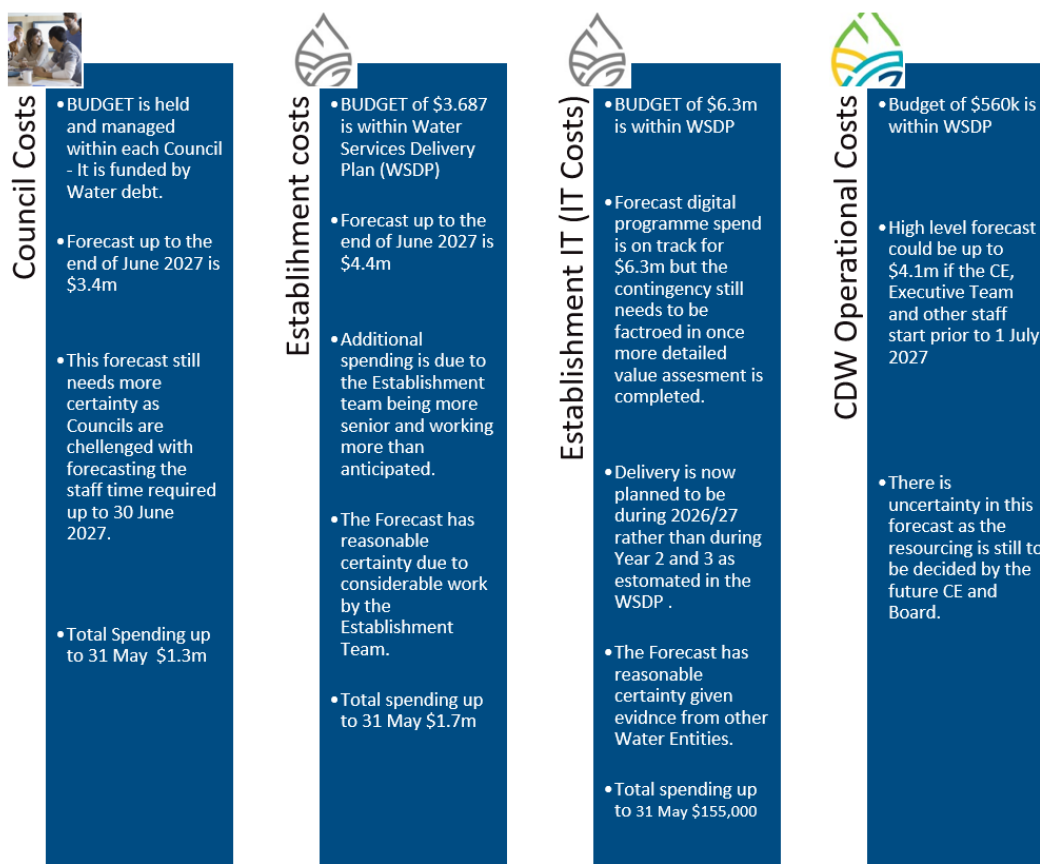 Council Costs
•BUDGET is held
and managed
within each Council
- It is funded by
Water debt.
•Forecast up to the
end of June 2027 is
$3.4m
•This forecast still
needs more
certainty as
Councils are
chellenged with
forecasting the
staff time required
up to 30 June
2027.
•Total Spending up
to 31 May $1.3m
Establihment costs
•BUDGET of $3.687
is within Water
Services Delivery
Plan (WSDP)
•Forecast up to the
end of June 2027 is
$4.4m
•Additional
spending is due to
the Establishment
team being more
senior and working
more than
anticipated.
•The Forecast has
reasonable
certainty due to
considerable work
by the
Establishment
Team.
•Total spending up
to 31 May $1.7m
Establishment IT (IT Costs)
•BUDGET of $6.3m
is within WSDP
•Forecast digital
programme spend
is on track for
$6.3m but the
contingency still
needs to be
factroed in once
more detailed
value assesment is
completed.
•Delivery is now
planned to be
during 2026/27
rather than during
Year 2 and 3 as
estomated in the
WSDP .
•The Forecast has
reasonable
certainty given
evidnce from other
Water Entities.
•Total spending up
to 31 May $155,000
CDW Operational Costs
•Budget of $560k is
within WSDP
•High level forecast
could be up to
$4.1m if the CE,
Executive Team
and other staff
start prior to 1 July
2027
•There is
uncertainty in this
forecast as the
resourcing is still to
be decided by the
future CE and
Board.